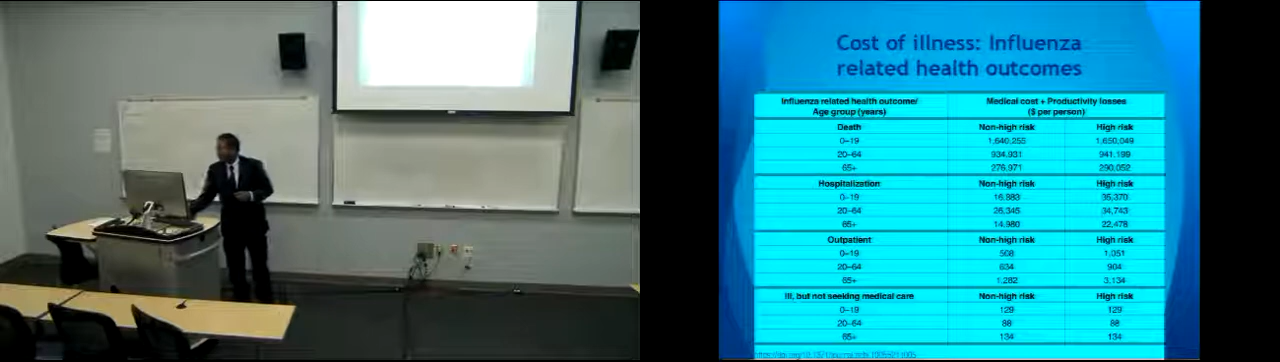 Cost of illness: Influenza
related health outcomes
Influenza related health outcome/
Age group (years)
Medical cost + Productivity losses
($ per person)
Death Non-high risk High risk
0–19 1,640,255 1,650,049
20–64 934,931 941,199
65+ 276,971 290,052
Hospitalization Non-high risk High risk
0–19 16,883 35,370
20–64 26,345 34,743
65+ 14,980 22,478
Outpatient Non-high risk High risk
0–19 508 1,051
20–64 634 904
65+ 1,282 3,134
Ill, but not seeking medical care Non-high risk High risk
0–19 129 129
20–64 88 88
65+ 134 134